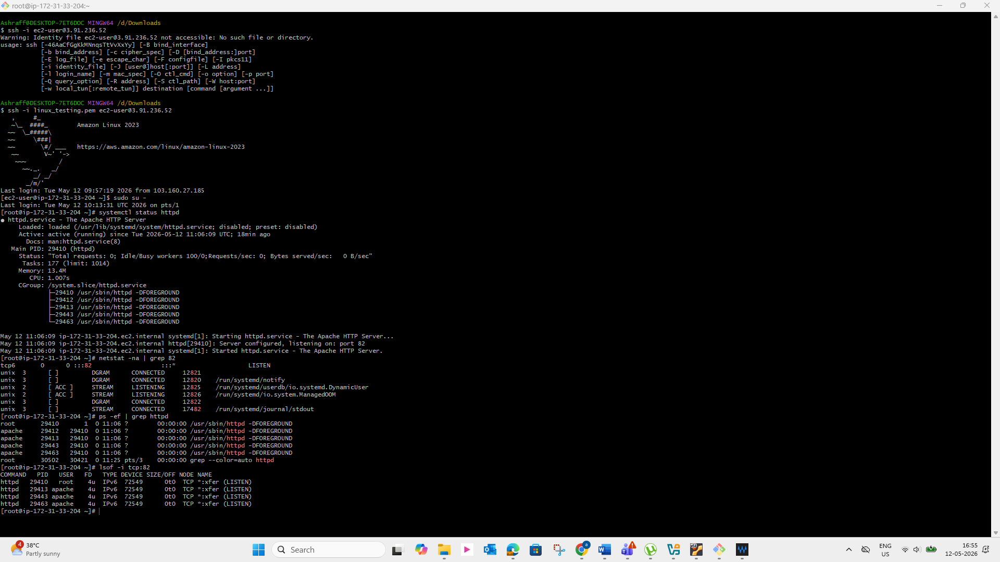 root@ip-172-31-33-204:~
Ashraff@DESKTOP-7ET6DOC MINGW64 /d/Downloads
$ ssh -i ec2-user@3.91.236.52
Warning: Identity file ec2-user@3.91.236.52 not accessible: No such file or directory.
usage: ssh [-46AaCfGgKkMNnqsTtVvXxYy] [-B bind_interface]
           [-b bind_address] [-c cipher_spec] [-D [bind_address:]port]
           [-E log_file] [-e escape_char] [-F configfile] [-I pkcs11]
           [-i identity_file] [-J [user@]host[:port]] [-L address]
           [-l login_name] [-m mac_spec] [-O ctl_cmd] [-o option] [-p port]
           [-Q query_option] [-R address] [-S ctl_path] [-W host:port]
           [-w local_tun[:remote_tun]] destination [command [argument ...]]
Ashraff@DESKTOP-7ET6DOC MINGW64 /d/Downloads
$ ssh -i linux_testing.pem ec2-user@3.91.236.52
   ,     #_
   ~\_  ####_        Amazon Linux 2023
  ~~  \_#####\
  ~~     \###|
  ~~       \#/ ___   https://aws.amazon.com/linux/amazon-linux-2023
   ~~       V~' '->
    ~~~         /
      ~~._.   _/
         _/ _/
       _/m/'
Last login: Tue May 12 09:57:19 2026 from 103.160.27.185
[ec2-user@ip-172-31-33-204 ~]$ sudo su -
Last login: Tue May 12 10:13:31 UTC 2026 on pts/1
[root@ip-172-31-33-204 ~]# systemctl status httpd
● httpd.service - The Apache HTTP Server
     Loaded: loaded (/usr/lib/systemd/system/httpd.service; disabled; preset: disabled)
     Active: active (running) since Tue 2026-05-12 11:06:09 UTC; 18min ago
       Docs: man:httpd.service(8)
   Main PID: 29410 (httpd)
     Status: "Total requests: 0; Idle/Busy workers 100/0;Requests/sec: 0; Bytes served/sec:   0 B/sec"
      Tasks: 177 (limit: 1014)
     Memory: 13.4M
        CPU: 1.007s
     CGroup: /system.slice/httpd.service
             ├─29410 /usr/sbin/httpd -DFOREGROUND
             ├─29412 /usr/sbin/httpd -DFOREGROUND
             ├─29413 /usr/sbin/httpd -DFOREGROUND
             ├─29443 /usr/sbin/httpd -DFOREGROUND
             └─29463 /usr/sbin/httpd -DFOREGROUND
May 12 11:06:09 ip-172-31-33-204.ec2.internal systemd[1]: Starting httpd.service - The Apache HTTP Server...
May 12 11:06:09 ip-172-31-33-204.ec2.internal httpd[29410]: Server configured, listening on: port 82
May 12 11:06:09 ip-172-31-33-204.ec2.internal systemd[1]: Started httpd.service - The Apache HTTP Server.
[root@ip-172-31-33-204 ~]# netstat -na | grep 82
tcp6       0      0 :::82                   :::*                    LISTEN
unix  3      [ ]         DGRAM      CONNECTED     12821
unix  3      [ ]         DGRAM      CONNECTED     12820    /run/systemd/notify
unix  2      [ ACC ]     STREAM     LISTENING     12825    /run/systemd/userdb/io.systemd.DynamicUser
unix  2      [ ACC ]     STREAM     LISTENING     12826    /run/systemd/io.system.ManagedOOM
unix  3      [ ]         DGRAM      CONNECTED     12822
unix  3      [ ]         STREAM     CONNECTED     17482    /run/systemd/journal/stdout
[root@ip-172-31-33-204 ~]# ps -ef | grep httpd
root       29410       1  0 11:06 ?        00:00:00 /usr/sbin/httpd -DFOREGROUND
apache     29412   29410  0 11:06 ?        00:00:00 /usr/sbin/httpd -DFOREGROUND
apache     29413   29410  0 11:06 ?        00:00:00 /usr/sbin/httpd -DFOREGROUND
apache     29443   29410  0 11:06 ?        00:00:00 /usr/sbin/httpd -DFOREGROUND
apache     29463   29410  0 11:06 ?        00:00:00 /usr/sbin/httpd -DFOREGROUND
root       30502   30421  0 11:25 pts/3    00:00:00 grep --color=auto httpd
[root@ip-172-31-33-204 ~]# lsof -i tcp:82
COMMAND   PID   USER   FD   TYPE DEVICE SIZE/OFF NODE NAME
httpd   29410   root    4u  IPv6  72549      0t0  TCP *:xfer (LISTEN)
httpd   29413 apache    4u  IPv6  72549      0t0  TCP *:xfer (LISTEN)
httpd   29443 apache    4u  IPv6  72549      0t0  TCP *:xfer (LISTEN)
httpd   29463 apache    4u  IPv6  72549      0t0  TCP *:xfer (LISTEN)
[root@ip-172-31-33-204 ~]#
4
38°C
Partly sunny
Search
a
ENG
US
16:55
12-05-2026